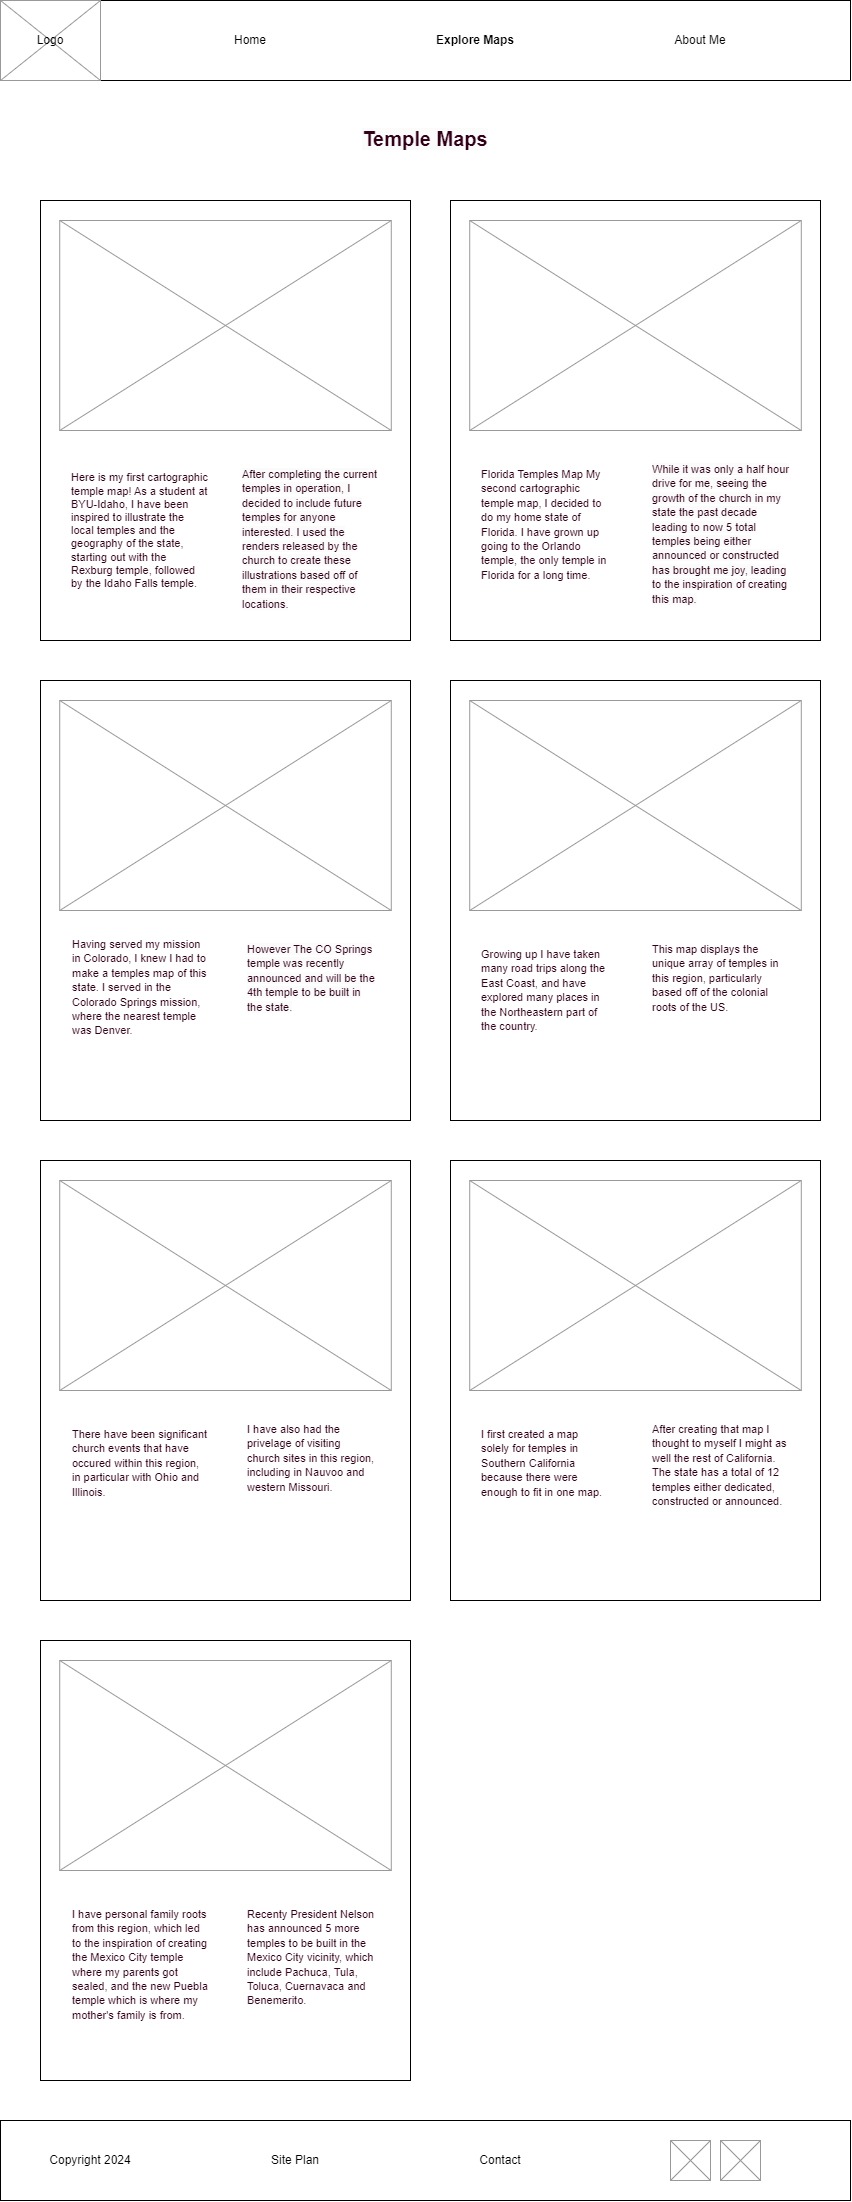 Logo
Home
Explore Maps
About Me
Temple Maps
Here is my first cartographic
temple map! As a student at
BYU-Idaho, I have been
inspired to illustrate the
local temples and the
geography of the state,
starting out with the
Rexburg temple, followed
by the Idaho Falls temple.
After completing the current
temples in operation, I
decided to include future
temples for anyone
interested. I used the
renders released by the
church to create these
illustrations based off of
them in their respective
locations.
Florida Temples Map My
second cartographic
temple map, I decided to
do my home state of
Florida. I have grown up
going to the Orlando
temple, the only temple in
Florida for a long time.
While it was only a half hour
drive for me, seeing the
growth of the church in my
state the past decade
leading to now 5 total
temples being either
announced or constructed
has brought me joy, leading
to the inspiration of creating
this map.
Having served my mission
in Colorado, I knew I had to
make a temples map of this
state. I served in the
Colorado Springs mission,
where the nearest temple
was Denver.
However The CO Springs
temple was recently
announced and will be the
4th temple to be built in
the state.
Growing up I have taken
many road trips along the
East Coast, and have
explored many places in
the Northeastern part of
the country.
This map displays the
unique array of temples in
this region, particularly
based off of the colonial
roots of the US.
There have been significant
church events that have
occured within this region,
in particular with Ohio and
Illinois.
I have also had the
privelage of visiting
church sites in this region,
including in Nauvoo and
western Missouri.
I first created a map
solely for temples in
Southern California
because there were
enough to fit in one map.
After creating that map I
thought to myself I might as
well the rest of California.
The state has a total of 12
temples either dedicated,
constructed or announced.
I have personal family roots
from this region, which led
to the inspiration of creating
the Mexico City temple
where my parents got
sealed, and the new Puebla
temple which is where my
mother's family is from.
Recenty President Nelson
has announced 5 more
temples to be built in the
Mexico City vicinity, which
include Pachuca, Tula,
Toluca, Cuernavaca and
Benemerito.
Copyright 2024
Site Plan
Contact